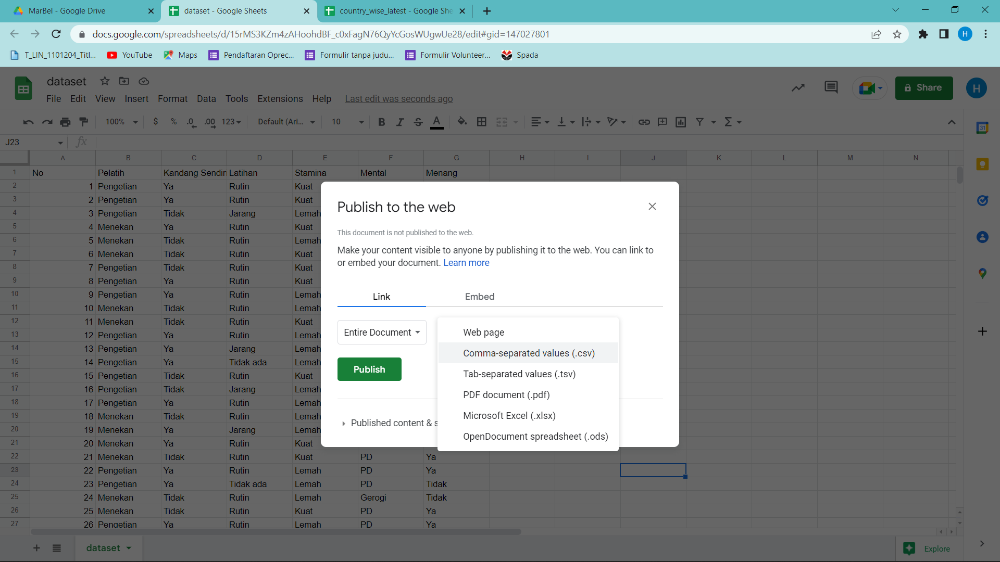 MarBel - Google Drive
dataset - Google Sheets
country_wise_latest - Google She
docs.google.com/spreadsheets/d/15rMS3KZm4zAHoohdBF_c0xFagN76QyYcGosWUgwUe28/edit#gid=147027801
H
T_LIN_1101204_Titl... YouTube Maps Pendaftaran Oprec... Formulir tanpa judu... Formulir Volunteer... Spada
dataset
File Edit View Insert Format Data Tools Extensions Help Last edit was seconds ago
Share
H
100% $ % .0 .00 123 Default (Ari... 10 B I S A
31
J23 fx
A B C D E F G H I J K L M N
1 No Pelatih Kandang Sendir Latihan Stamina Mental Menang
2 1 Pengetian Ya Rutin Kuat
3 2 Pengetian Ya Rutin Kuat
4 3 Pengetian Tidak Jarang Lemah
5 4 Menekan Ya Rutin Kuat
6 5 Menekan Tidak Rutin Lemah
7 6 Menekan Tidak Rutin Kuat
8 7 Pengetian Tidak Rutin Kuat
9 8 Pengetian Ya Rutin Kuat
10 9 Pengetian Ya Rutin Lemah
11 10 Menekan Tidak Rutin Lemah
12 11 Menekan Tidak Rutin Kuat
13 12 Pengetian Ya Rutin Lemah
14 13 Pengetian Ya Jarang Lemah
15 14 Pengetian Ya Tidak ada Lemah
16 15 Pengetian Tidak Rutin Kuat
17 16 Pengetian Tidak Jarang Lemah
18 17 Pengetian Ya Rutin Lemah
19 18 Menekan Tidak Rutin Lemah
20 19 Menekan Ya Jarang Lemah
21 20 Menekan Ya Rutin Kuat
22 21 Menekan Tidak Rutin Kuat PD Ya
23 22 Pengetian Ya Rutin Lemah PD Ya
24 23 Pengetian Ya Tidak ada Lemah PD Tidak
25 24 Menekan Tidak Rutin Lemah Gerogi Tidak
26 25 Menekan Tidak Rutin Kuat PD Ya
27 26 Pengetian Ya Rutin Lemah PD Ya
Publish to the web
This document is not published to the web.
Make your content visible to anyone by publishing it to the web. You can link to
or embed your document. Learn more
Link Embed
Entire Document
Publish
Published content & s
Web page
Comma-separated values (.csv)
Tab-separated values (.tsv)
PDF document (.pdf)
Microsoft Excel (.xlsx)
OpenDocument spreadsheet (.ods)
dataset
Explore